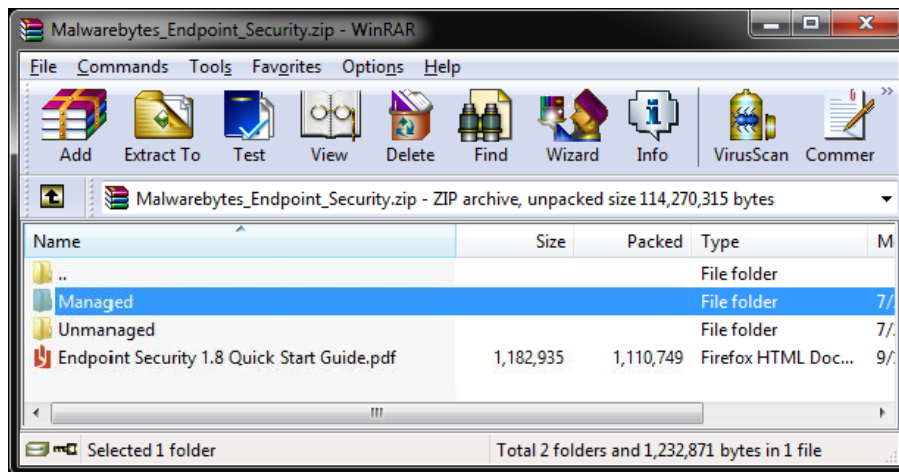 Malwarebytes_Endpoint_Security.zip - WinRAR
File Commands Tools Favorites Options Help
Add Extract To Test View Delete Find Wizard Info VirusScan Commer
Malwarebytes_Endpoint_Security.zip - ZIP archive, unpacked size 114,270,315 bytes
Name Size Packed Type M
.. File folder
Managed File folder 7/
Unmanaged File folder 7/
Endpoint Security 1.8 Quick Start Guide.pdf 1,182,935 1,110,749 Firefox HTML Doc... 9/
Selected 1 folder Total 2 folders and 1,232,871 bytes in 1 file